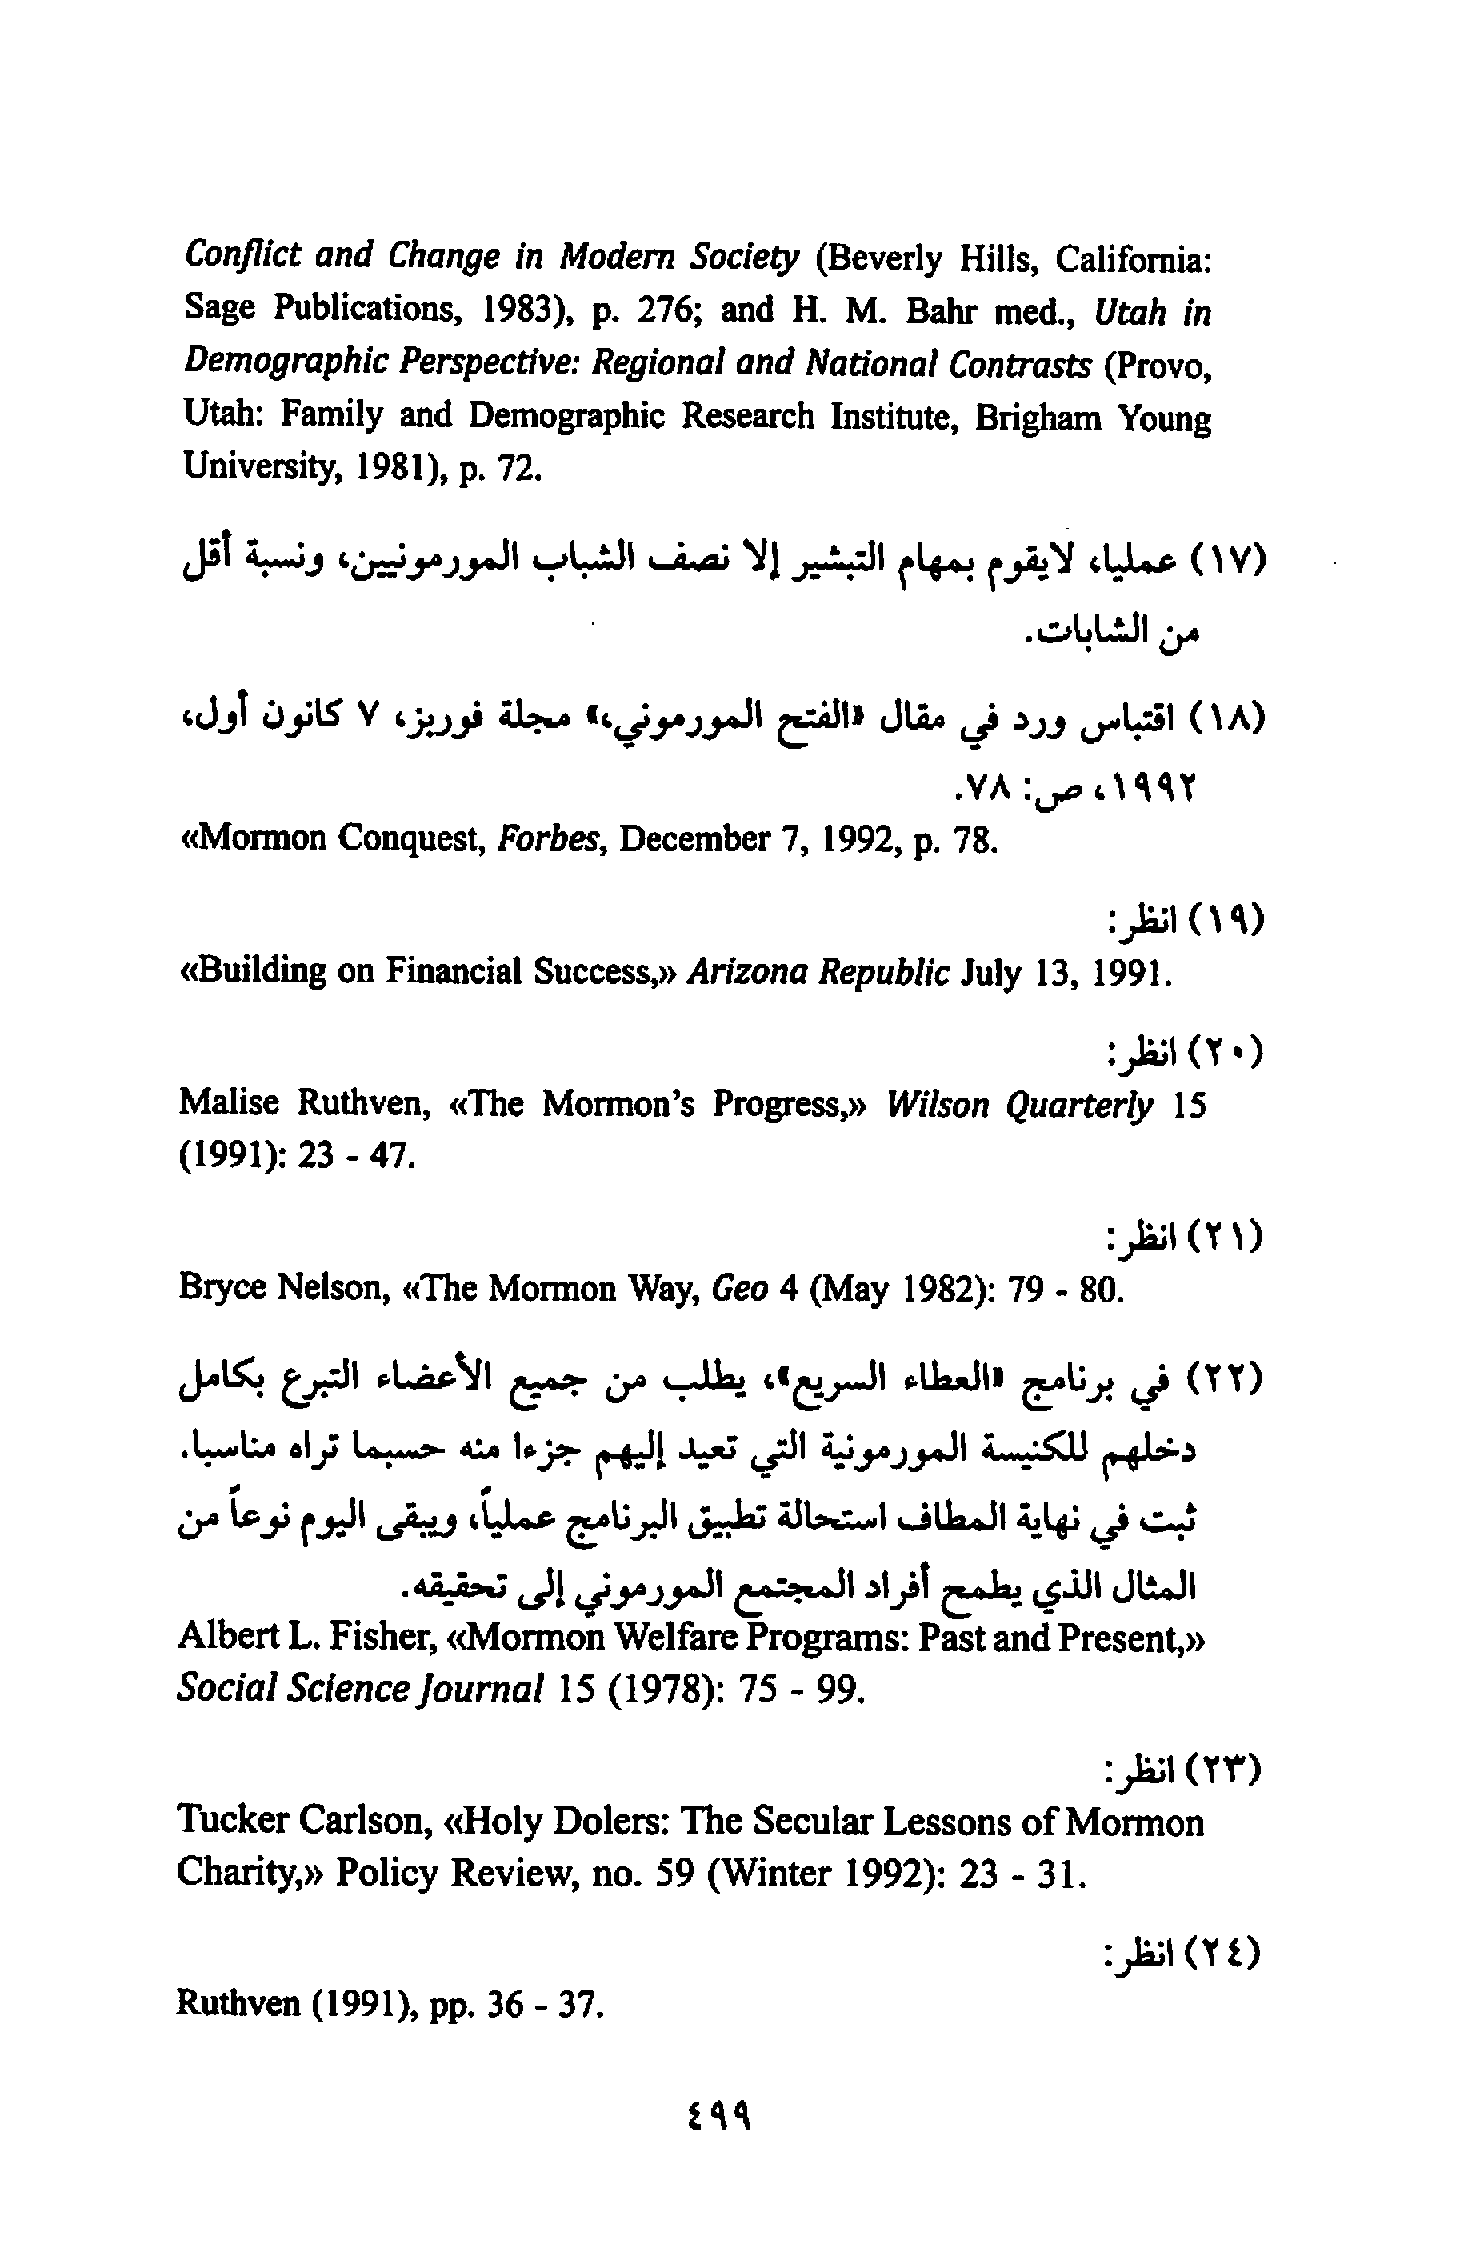 Conflict and Change in Modern Society (Beverly Hills, California:
Sage Publications, 1983), p. 276; and H. M. Bahr med., Utah in
Demographic Perspective: Regional and National Contrasts (Provo,
Utah: Family and Demographic Research Institute, Brigham Young
University, 1981), p. 72.
(١٧) عمليا، لايقوم بمهام التبشير إلا نصف الشباب المورمونيين، ونسبة أقل
من الشابات.
(١٨) اقتباس ورد في مقال «الفتح المورموني،» مجلة فوربز، ٧ كانون أول،
١٩٩٢، ص: ٧٨.
«Mormon Conquest, Forbes, December 7, 1992, p. 78.
(١٩) انظر:
«Building on Financial Success,» Arizona Republic July 13, 1991.
(٢٠) انظر:
Malise Ruthven, «The Mormon's Progress,» Wilson Quarterly 15
(1991): 23 - 47.
(٢١) انظر:
Bryce Nelson, «The Mormon Way, Geo 4 (May 1982): 79 - 80.
(٢٢) في برنامج «العطاء السريع»، يطلب من جميع الأعضاء التبرع بكامل
دخلهم للكنيسة المورمونية التي تعيد إليهم جزءا منه حسبما تراه مناسبا.
ثبت في نهاية المطاف استحالة تطبيق البرنامج عملياً، ويبقى اليوم نوعاً من
المثال الذي يطمح أفراد المجتمع المورموني إلى تحقيقه.
Albert L. Fisher, «Mormon Welfare Programs: Past and Present,»
Social Science Journal 15 (1978): 75 - 99.
(٢٣) انظر:
Tucker Carlson, «Holy Dolers: The Secular Lessons of Mormon
Charity,» Policy Review, no. 59 (Winter 1992): 23 - 31.
(٢٤) انظر:
Ruthven (1991), pp. 36 - 37.
٤٩٩